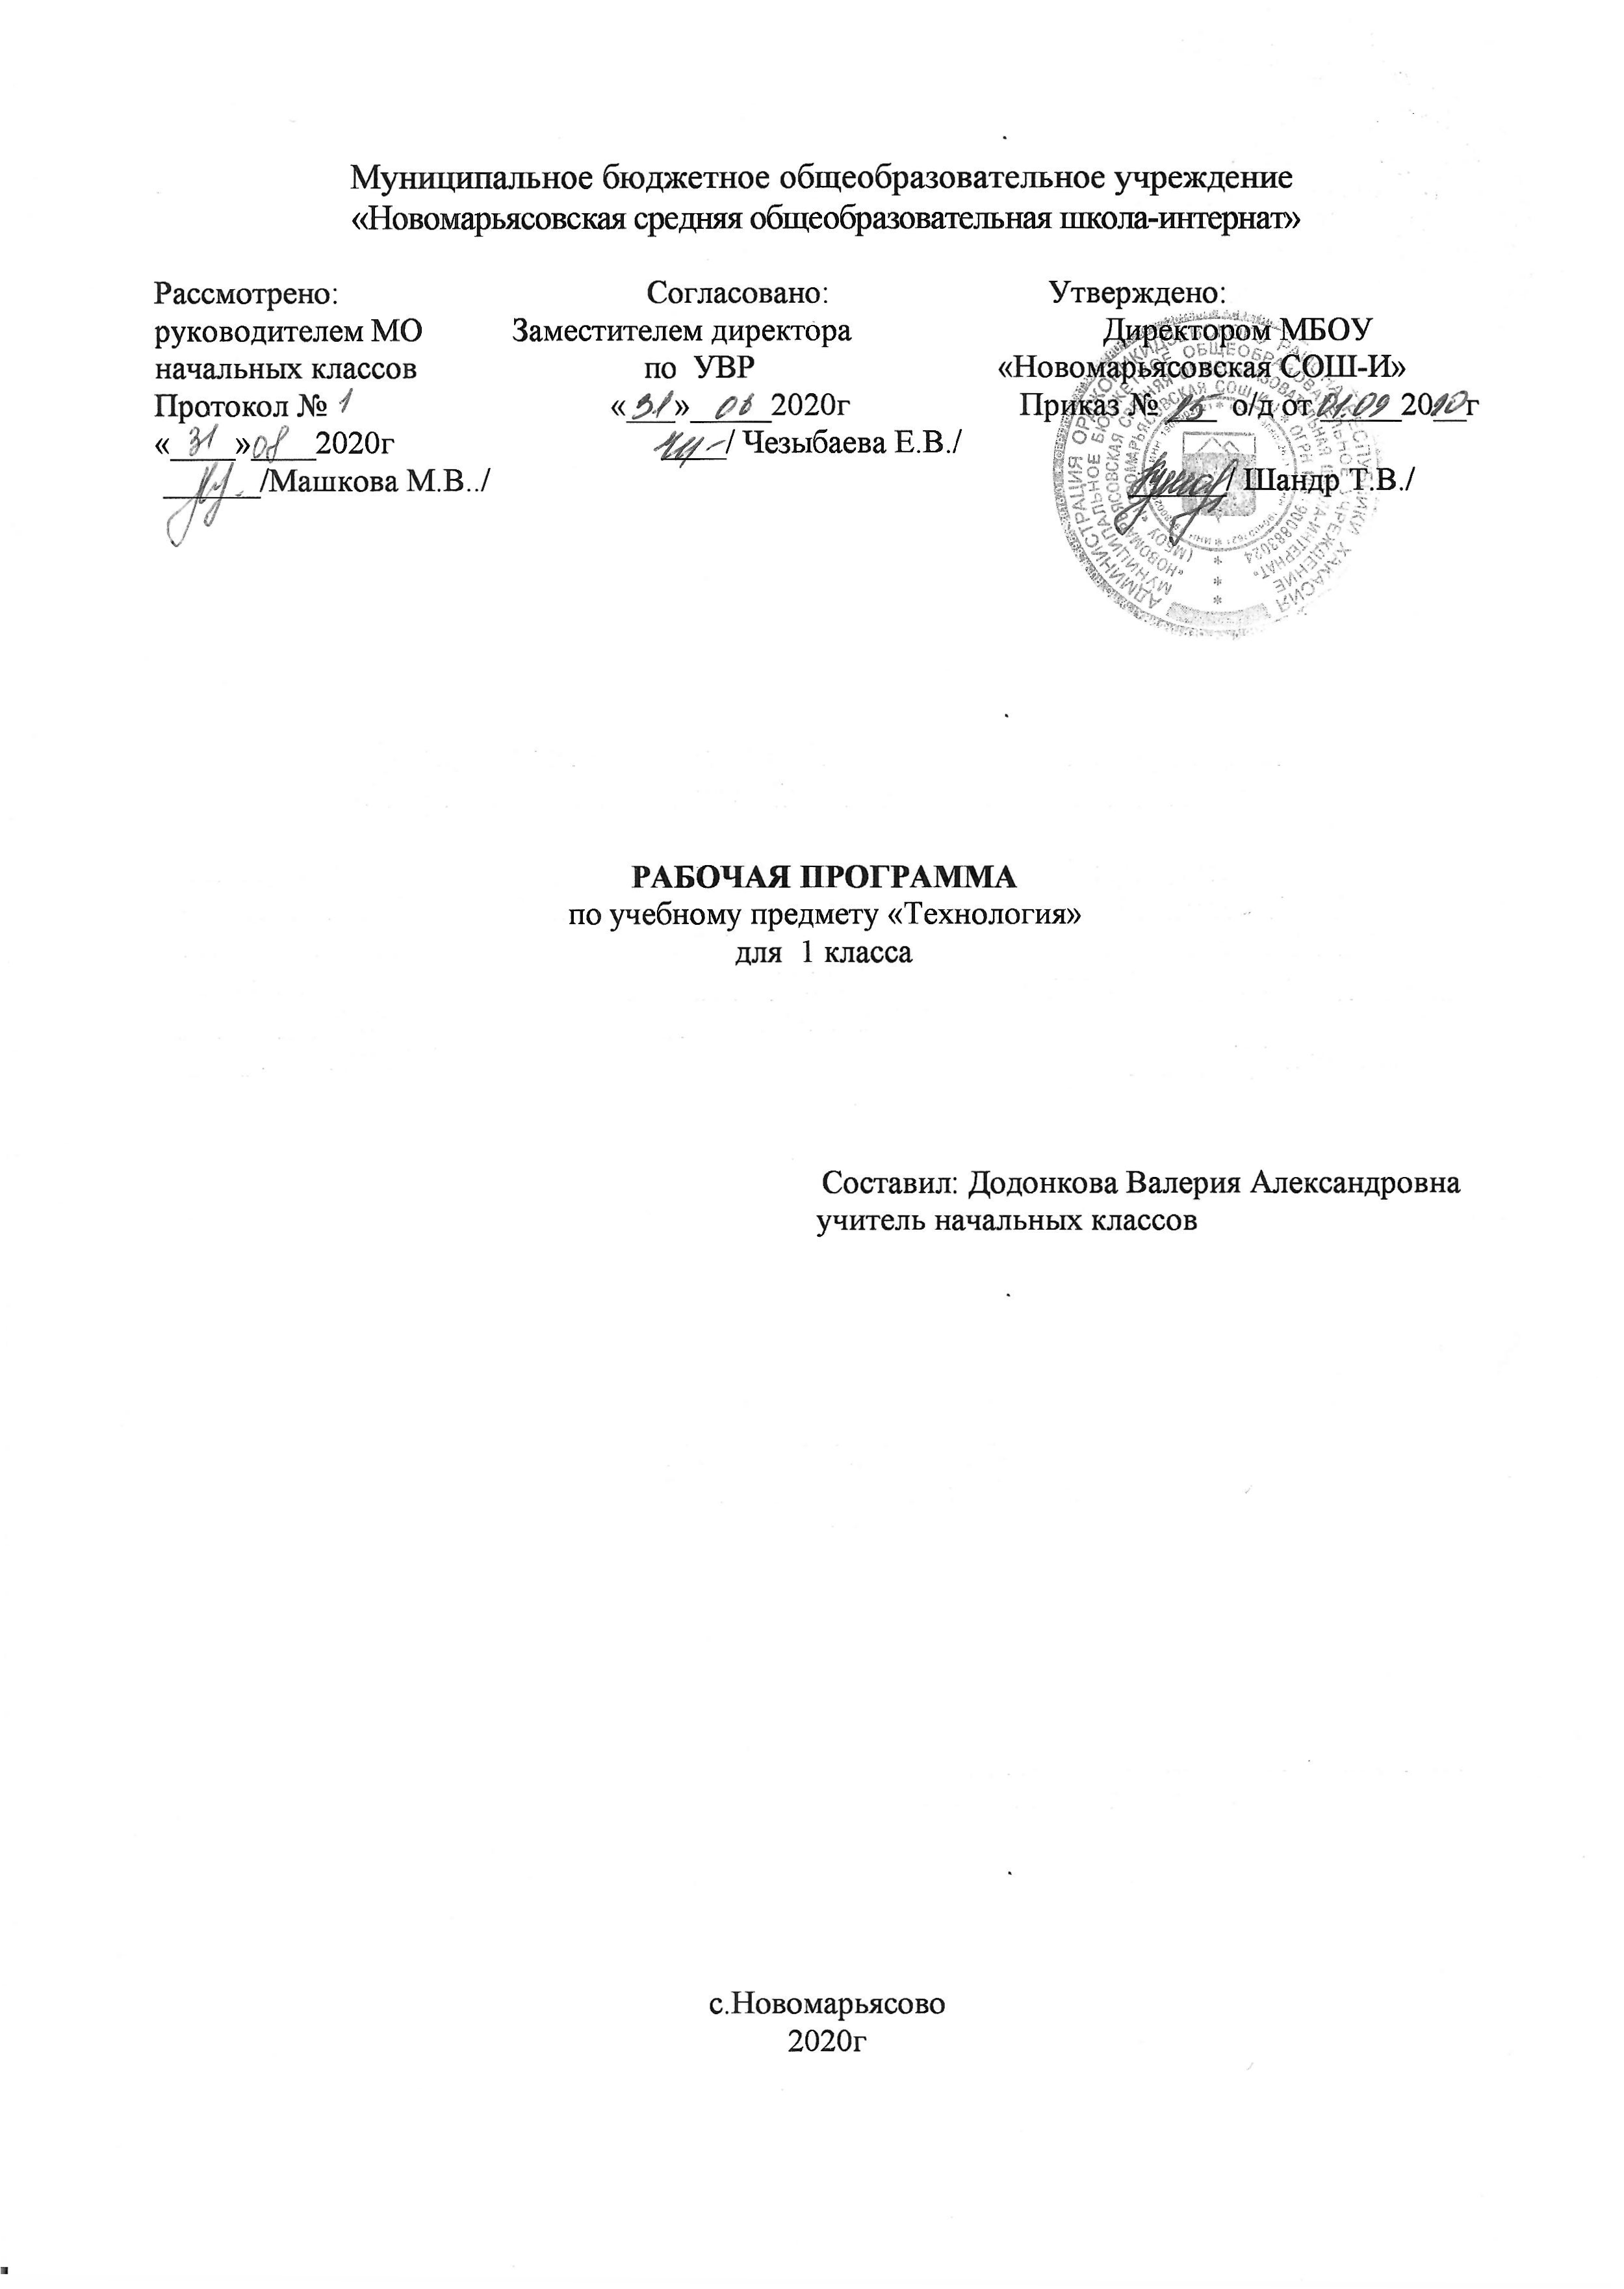 Муниципальное бюджетное общеобразовательное учреждение
«Новомарьясовская средняя общеобразовательная школа-интернат»
Рассмотрено: Согласовано: Утверждено:
руководителем МО Заместителем директора Директором МБОУ
начальных классов по УВР «Новомарьясовская СОШ-И»
Протокол № 1 «31» 08 2020г Приказ № о/д от 01.09 20 г
«31» 08 2020г / Чезыбаева Е.В./
/Машкова М.В../ / Шандр Т.В./
РАБОЧАЯ ПРОГРАММА
по учебному предмету «Технология»
для 1 класса
Составил: Додонкова Валерия Александровна
учитель начальных классов
с.Новомарьясово
2020г